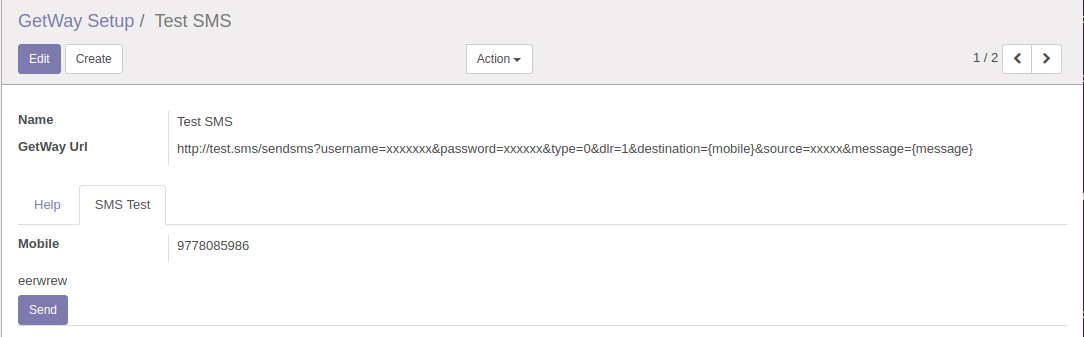 GetWay Setup / Test SMS
Edit Create Action 1 / 2
Name Test SMS
GetWay Url http://test.sms/sendsms?username=xxxxxxx&password=xxxxxx&type=0&dlr=1&destination={mobile}&source=xxxxx&message={message}
Help SMS Test
Mobile 9778085986
eerwrew
Send